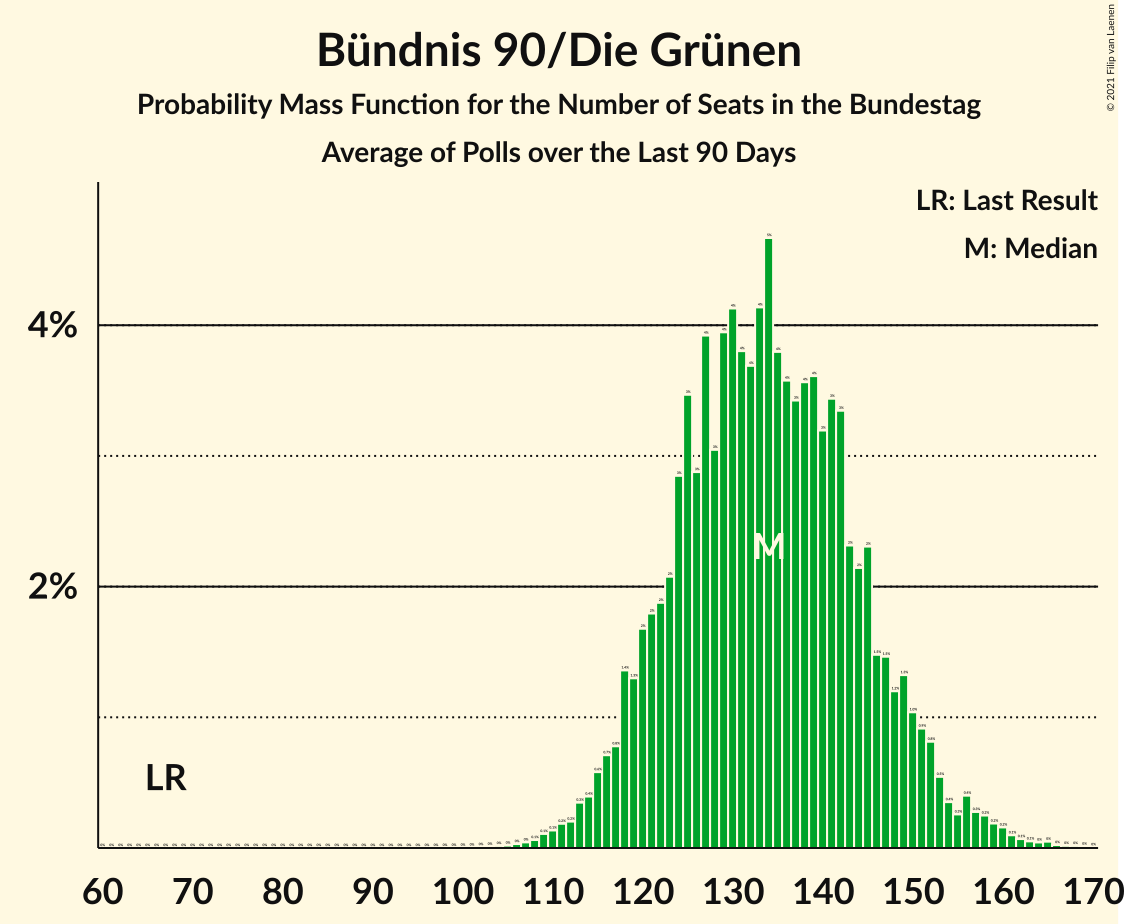 Bündnis 90/Die Grünen
Probability Mass Function for the Number of Seats in the Bundestag
Average of Polls over the Last 90 Days
© 2021 Filip van Laenen
LR: Last Result
M: Median
4%
2%
M
LR
60 70 80 90 100 110 120 130 140 150 160 170